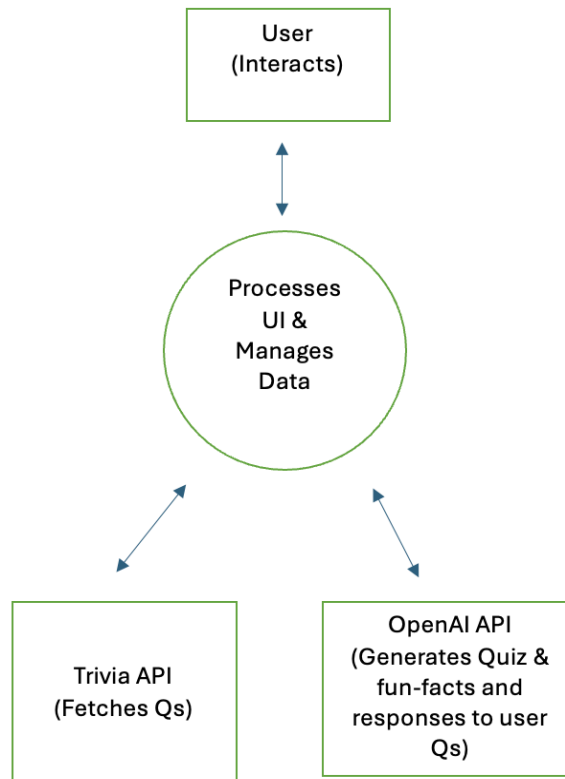 User
(Interacts)
Processes
UI &
Manages
Data
Trivia API
(Fetches Qs)
OpenAI API
(Generates Quiz &
fun-facts and
responses to user
Qs)